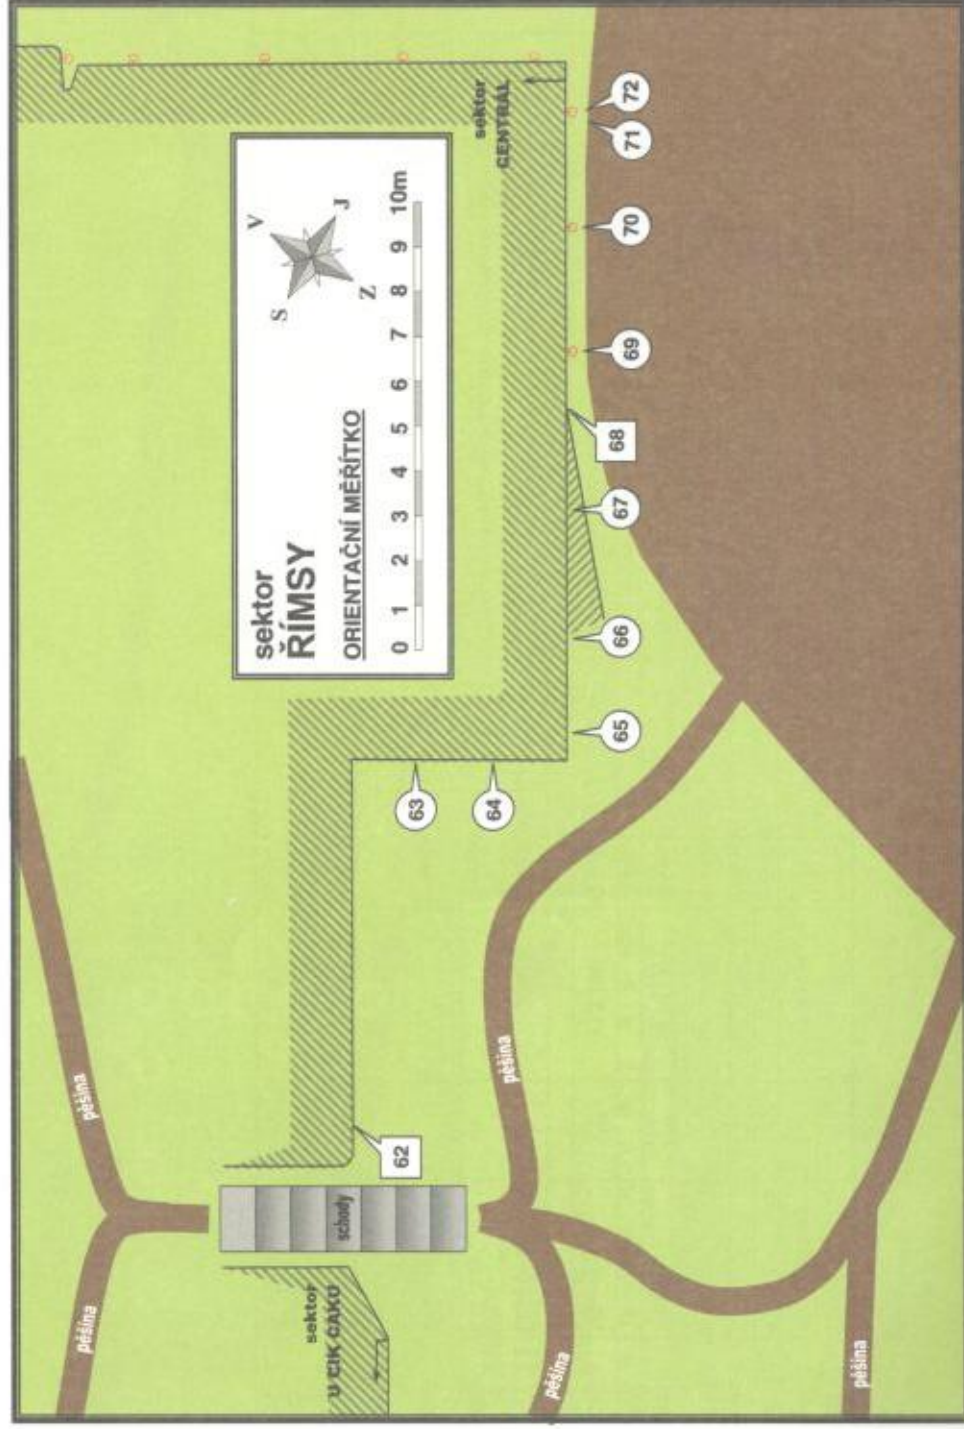 sektor
ŘÍMSY
ORIENTAČNÍ MĚŘÍTKO
0 1 2 3 4 5 6 7 8 9 10m
S
V
Z
J
sektor
CENTRÁL
sektor
U CIK CAKŮ
schody
pěšina
pěšina
pěšina
pěšina
pěšina
62
63
64
65
66
67
68
69
70
71
72